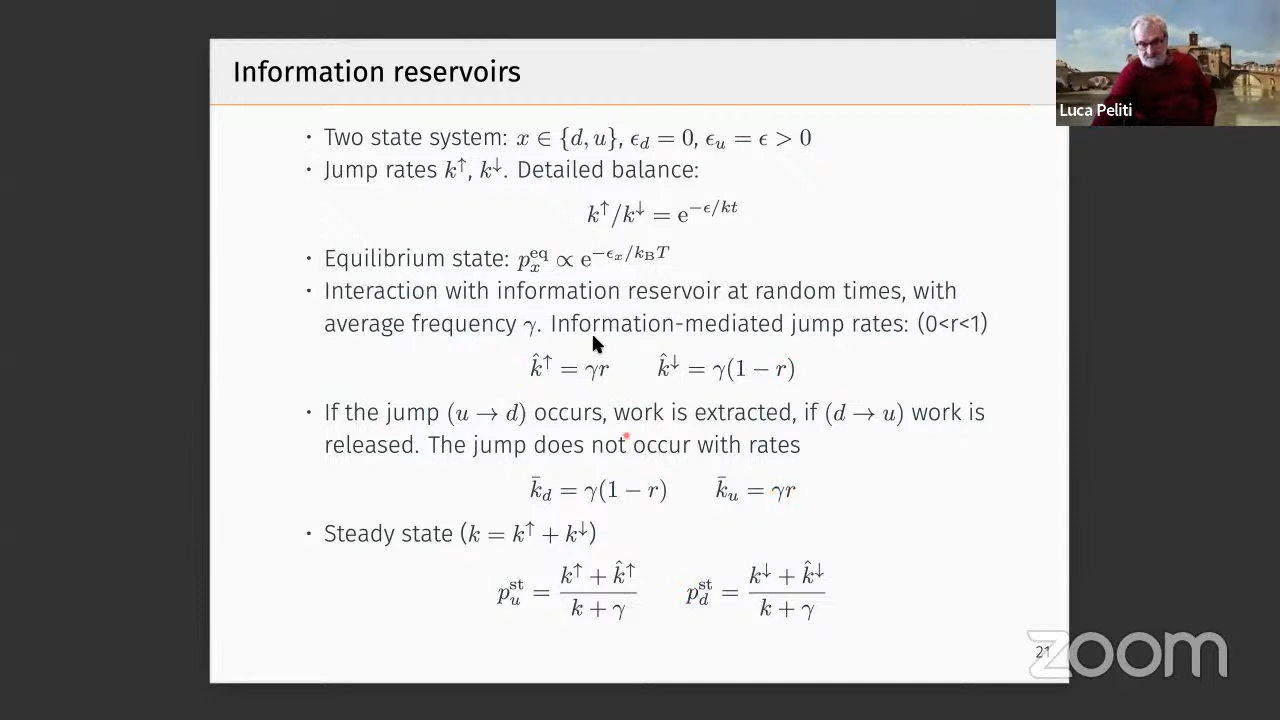 Information reservoirs
Luca Peliti
· Two state system: x ∈ {d, u}, ϵ_d = 0, ϵ_u = ϵ > 0
· Jump rates k^↑, k^↓. Detailed balance:
k^↑/k^↓ = e^{−ϵ/kt}
· Equilibrium state: p_x^{eq} ∝ e^{−ϵ_x/k_B T}
· Interaction with information reservoir at random times, with
average frequency γ. Information-mediated jump rates: (0<r<1)
k̂^↑ = γr k̂^↓ = γ(1 − r)
· If the jump (u → d) occurs, work is extracted, if (d → u) work is
released. The jump does not occur with rates
k̄_d = γ(1 − r) k̄_u = γr
· Steady state (k = k^↑ + k^↓)
p_u^{st} = (k^↑ + k̂^↑)/(k + γ) p_d^{st} = (k^↓ + k̂^↓)/(k + γ)
21
zoom